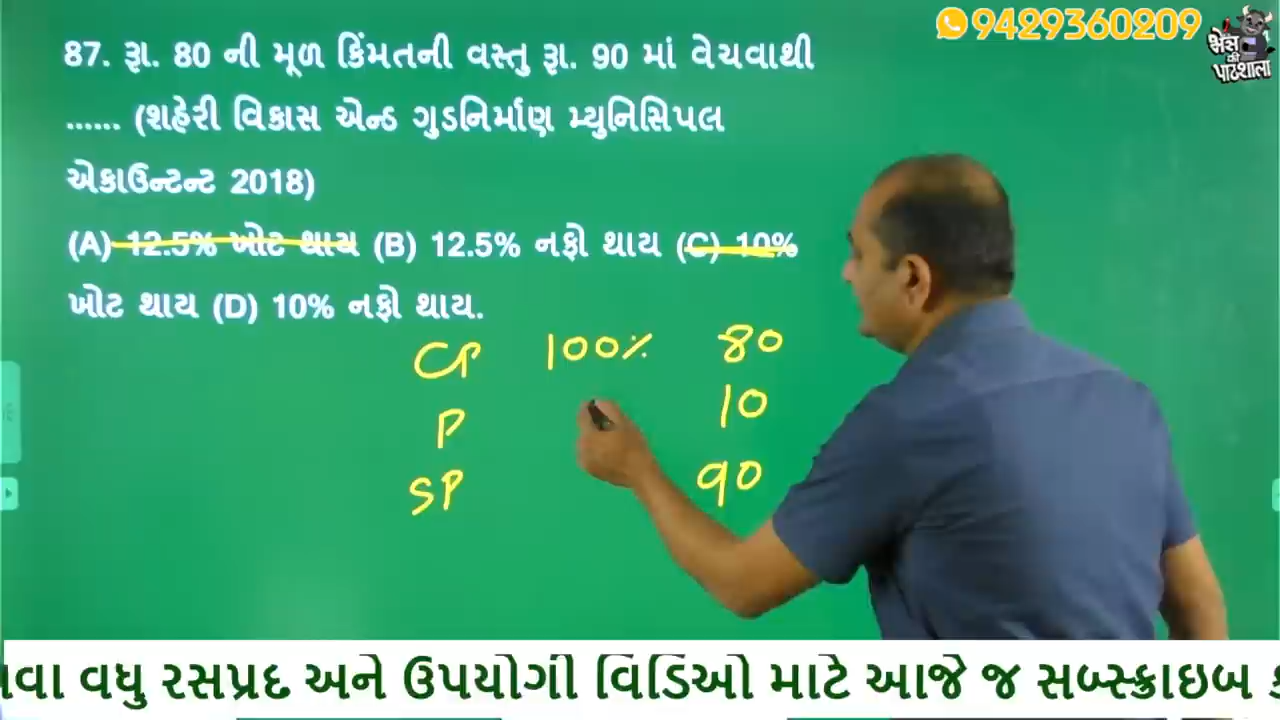 9429360209
ભેંસ
કી
પાઠશાલા
87. રૂા. 80 ની મૂળ કિંમતની વસ્તુ રૂા. 90 માં વેચવાથી
...... (શહેરી વિકાસ એન્ડ ગુડનિર્માણ મ્યુનિસિપલ
એકાઉન્ટન્ટ 2018)
(A) 12.5% ખોટ થાય (B) 12.5% નફો થાય (C) 10%
ખોટ થાય (D) 10% નફો થાય.
CP 100% 80
P 10
SP 90
વધુ રસપ્રદ અને ઉપયોગી વિડિઓ માટે આજે જ સબ્સ્ક્રાઇબ